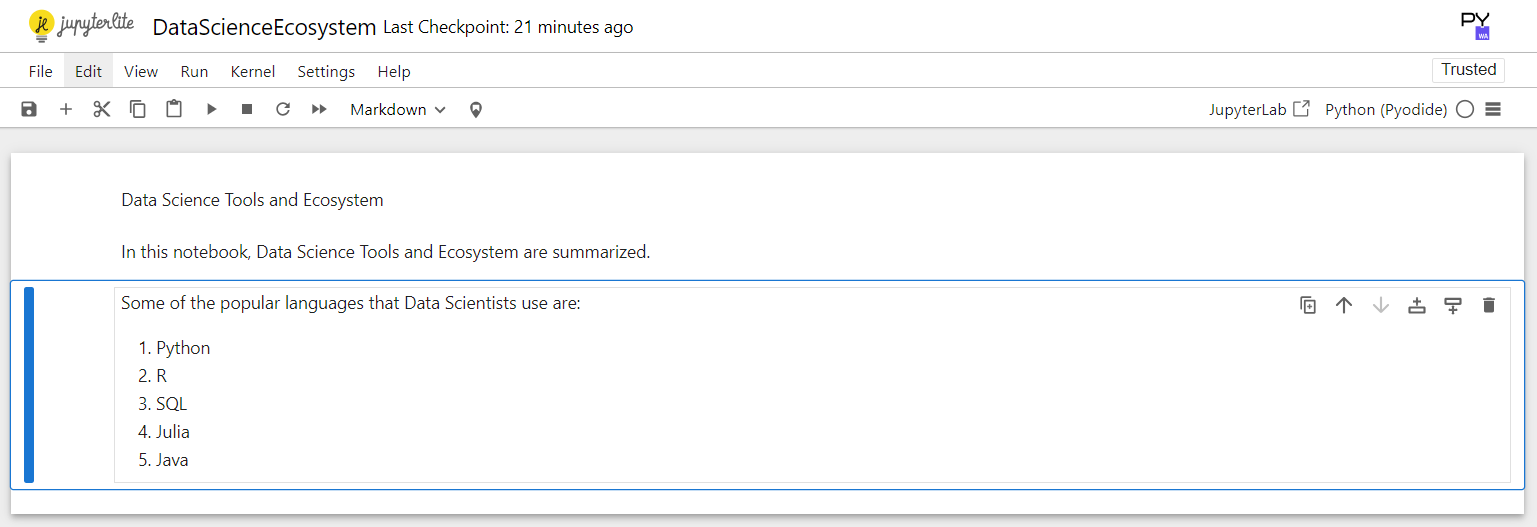 jupyterlite DataScienceEcosystem Last Checkpoint: 21 minutes ago
PY
WA
File Edit View Run Kernel Settings Help
Trusted
Markdown
JupyterLab Python (Pyodide)
Data Science Tools and Ecosystem
In this notebook, Data Science Tools and Ecosystem are summarized.
Some of the popular languages that Data Scientists use are:
1. Python
2. R
3. SQL
4. Julia
5. Java